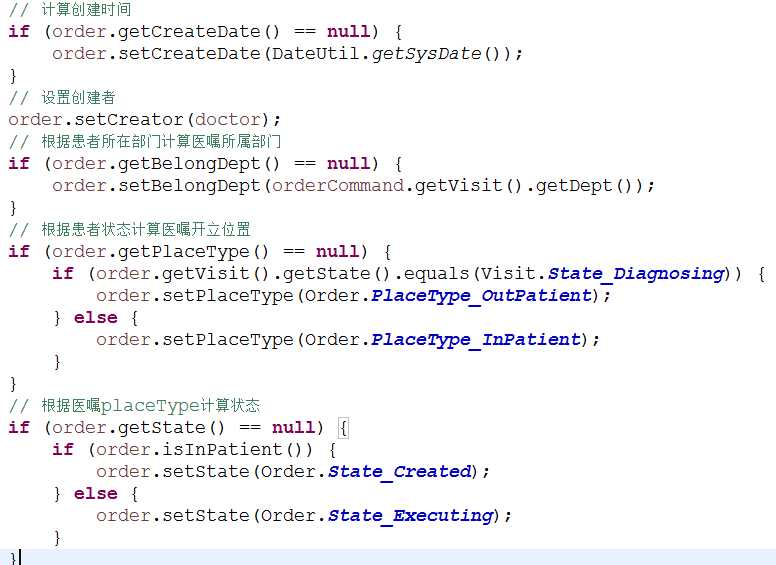 // 计算创建时间
if (order.getCreateDate() == null) {
    order.setCreateDate(DateUtil.getSysDate());
}
// 设置创建者
order.setCreator(doctor);
// 根据患者所在部门计算医嘱所属部门
if (order.getBelongDept() == null) {
    order.setBelongDept(orderCommand.getVisit().getDept());
}
// 根据患者状态计算医嘱开立位置
if (order.getPlaceType() == null) {
    if (order.getVisit().getState().equals(Visit.State_Diagnosing)) {
        order.setPlaceType(Order.PlaceType_OutPatient);
    } else {
        order.setPlaceType(Order.PlaceType_InPatient);
    }
}
// 根据医嘱placeType计算状态
if (order.getState() == null) {
    if (order.isInPatient()) {
        order.setState(Order.State_Created);
    } else {
        order.setState(Order.State_Executing);
    }
}